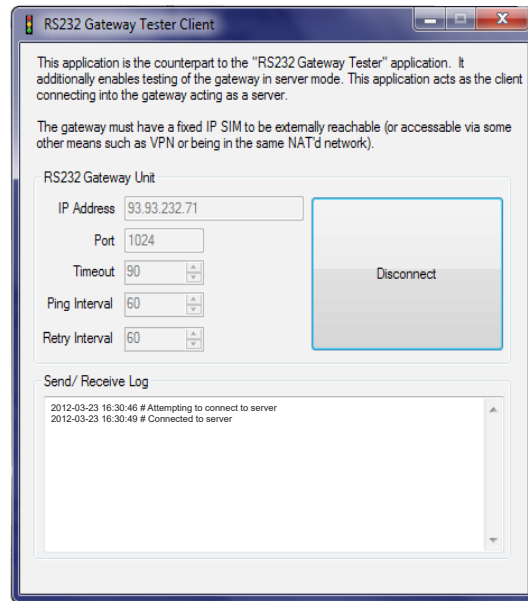 RS232 Gateway Tester Client
This application is the counterpart to the "RS232 Gateway Tester" application. It
additionally enables testing of the gateway in server mode. This application acts as the client
connecting into the gateway acting as a server.
The gateway must have a fixed IP SIM to be externally reachable (or accessable via some
other means such as VPN or being in the same NAT'd network).
RS232 Gateway Unit
IP Address 93.93.232.71
Port 1024
Timeout 90
Disconnect
Ping Interval 60
Retry Interval 60
Send/ Receive Log
2012-03-23 16:30:46 # Attempting to connect to server
2012-03-23 16:30:49 # Connected to server